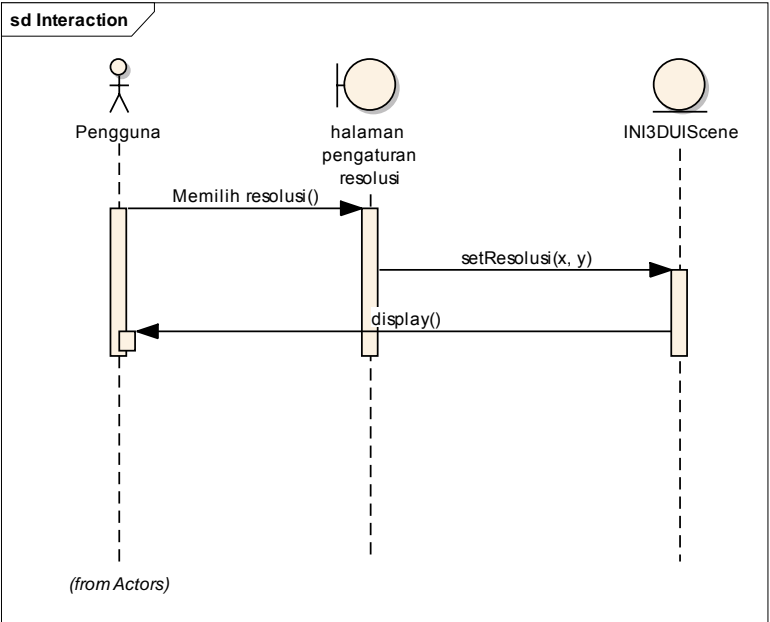 sd Interaction
Pengguna
halaman
pengaturan
resolusi
INI3DUIScene
Memilih resolusi()
setResolusi(x, y)
display()
(from Actors)